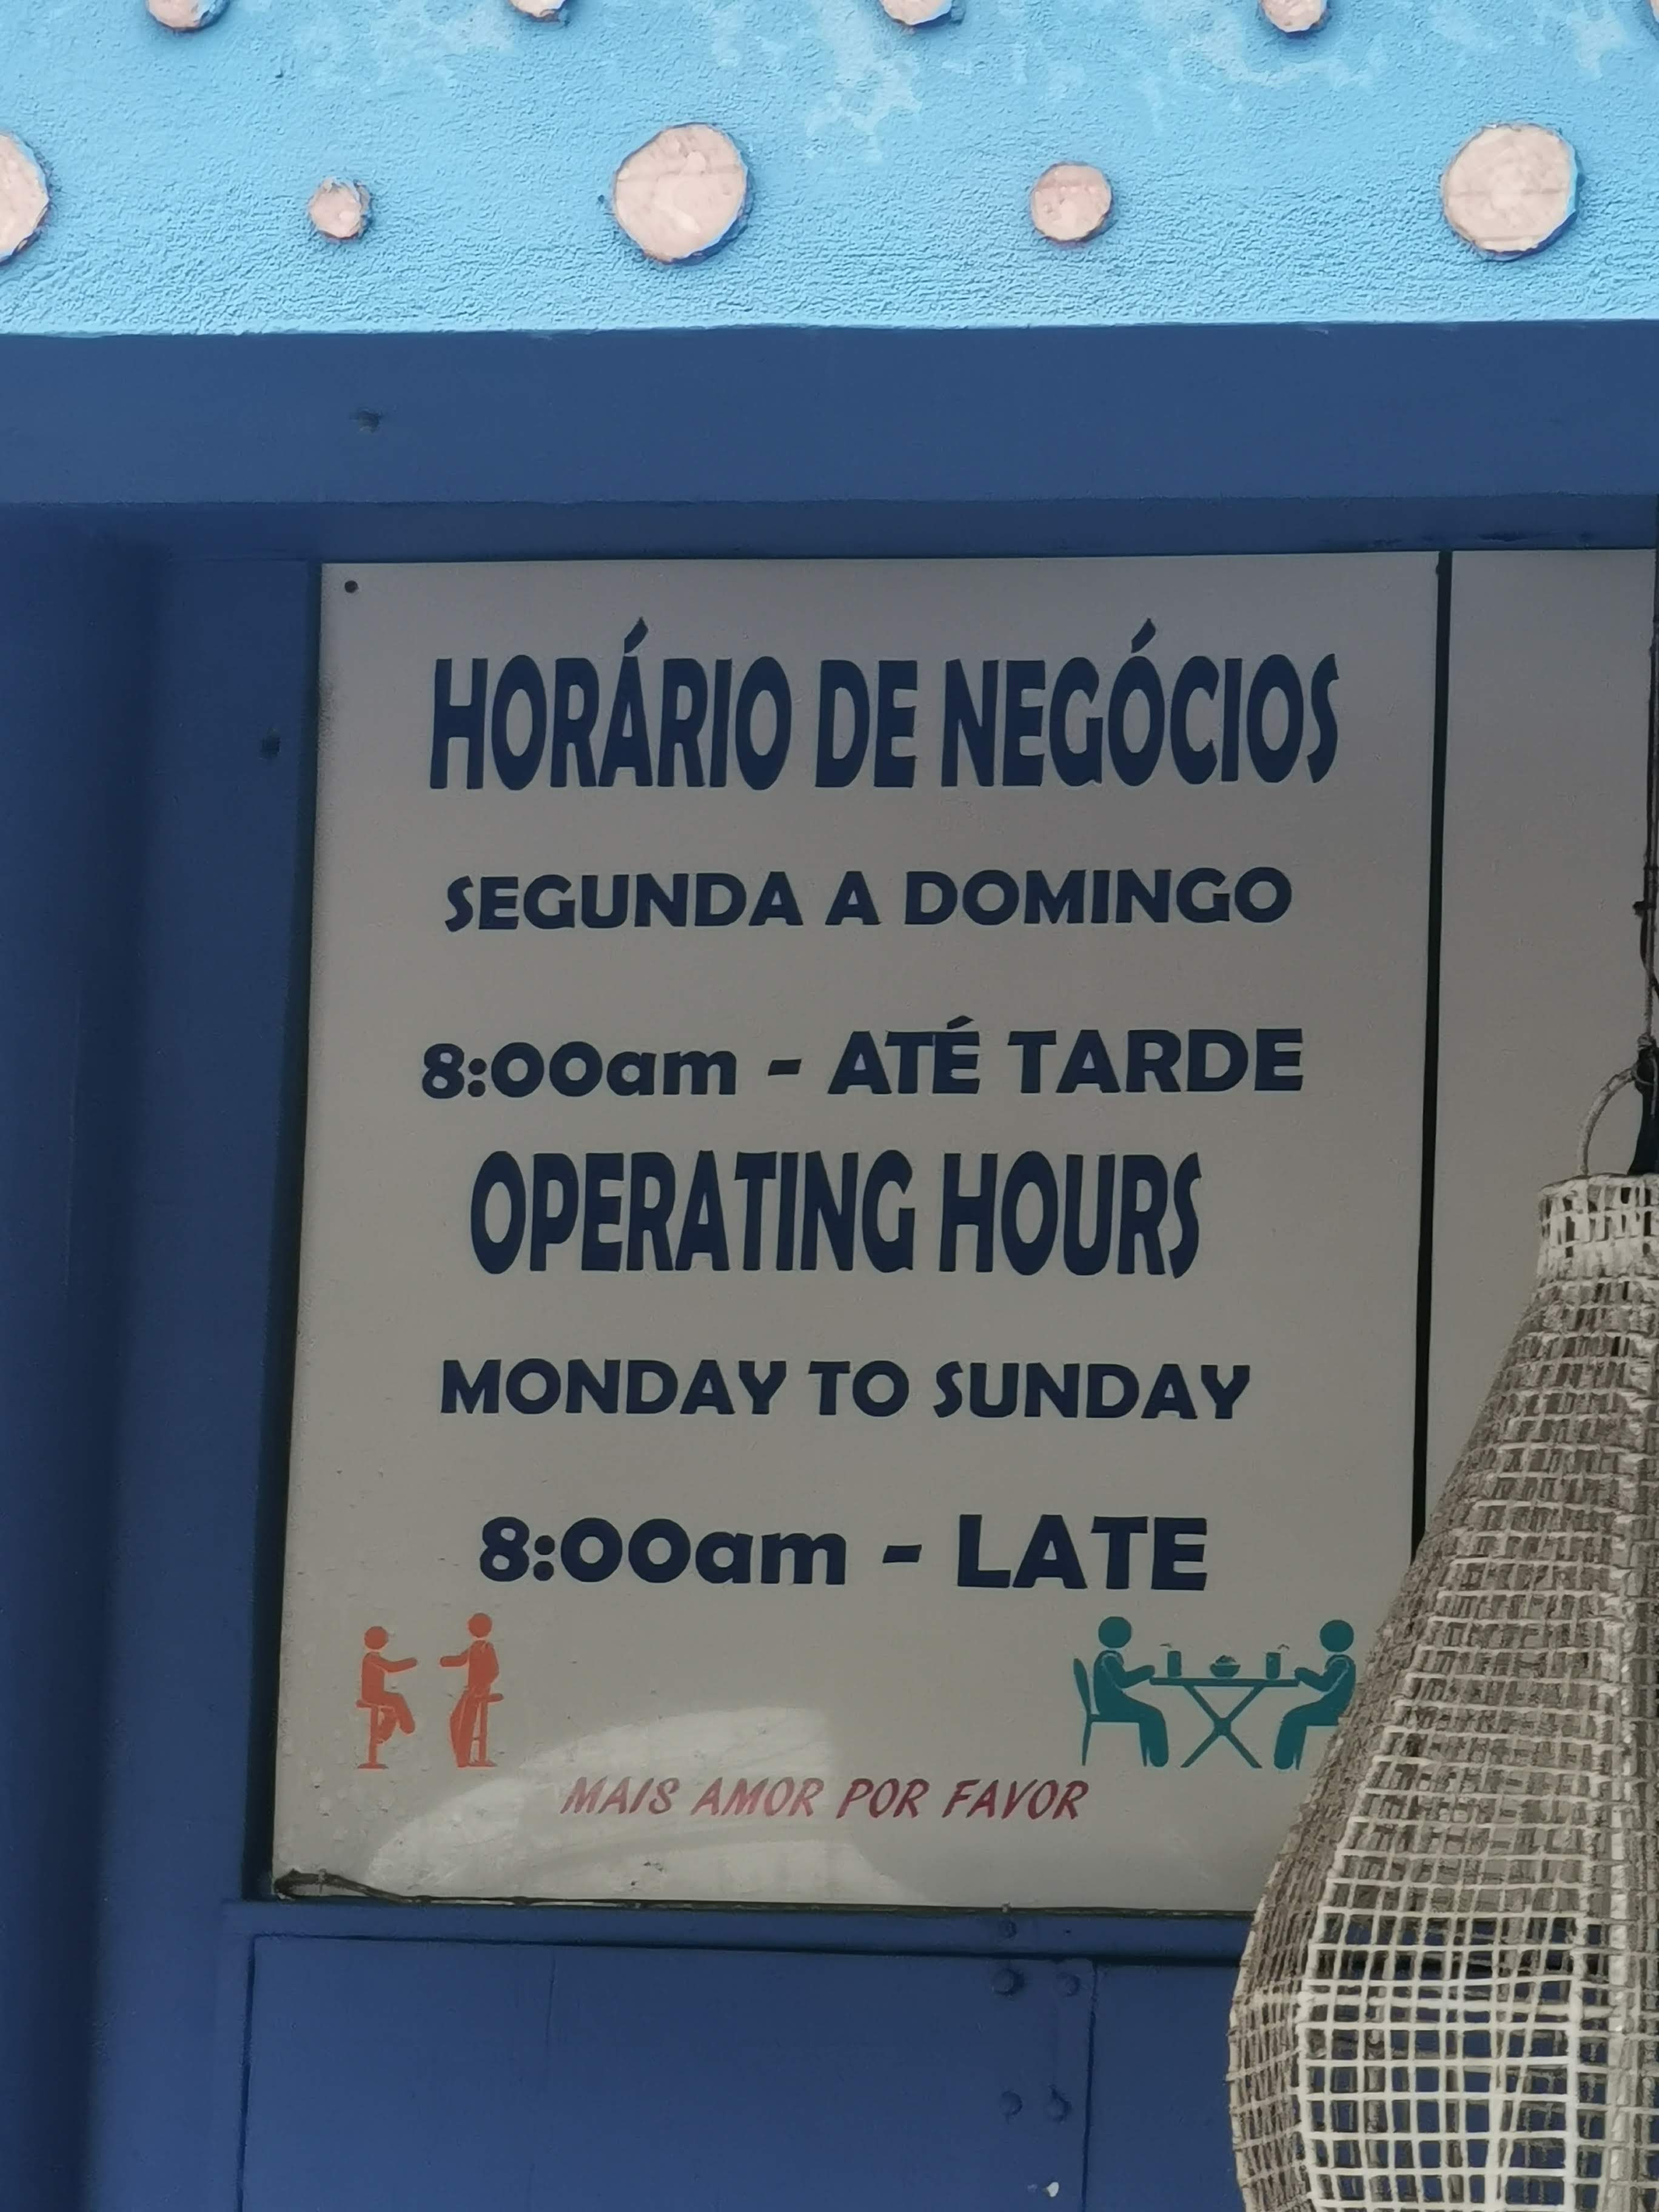 HORÁRIO DE NEGÓCIOS
SEGUNDA A DOMINGO
8:00am - ATÉ TARDE
OPERATING HOURS
MONDAY TO SUNDAY
8:00am - LATE
MAIS AMOR POR FAVOR